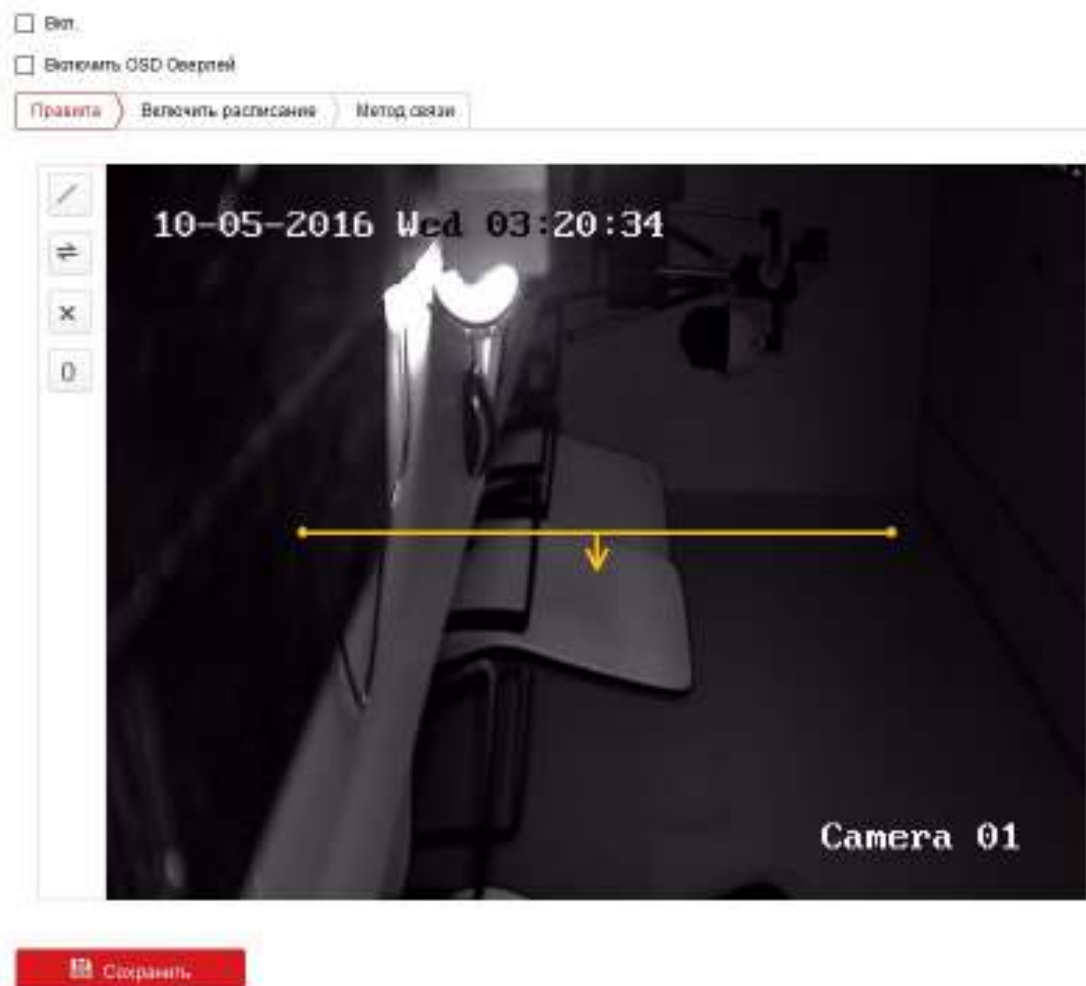 Вкл.
Включить OSD Оверлей
Правила Включить расписание Метод связи
10-05-2016 Wed 03:20:34
0
Camera 01
Сохранить